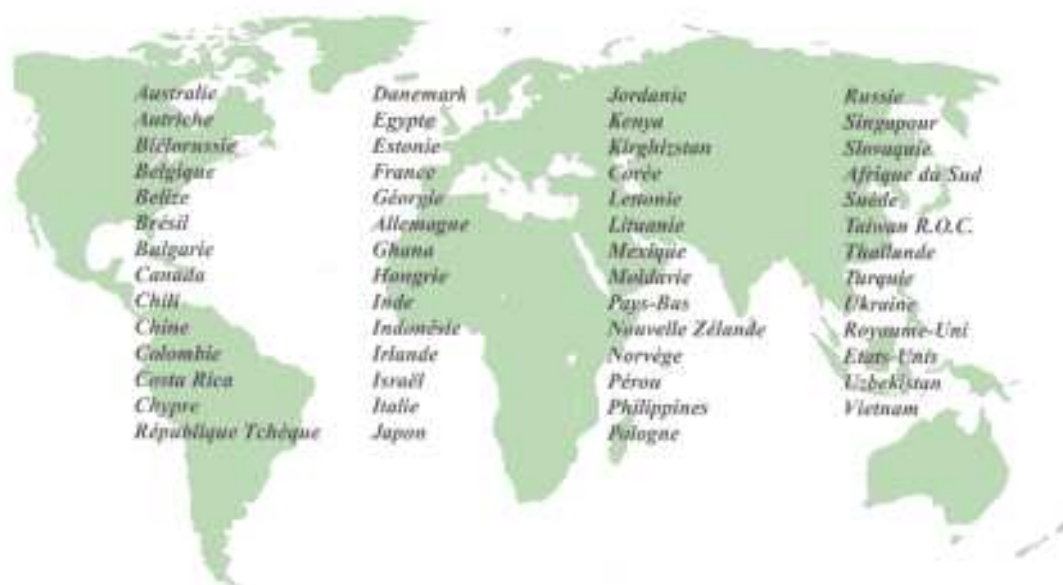 Australie
Autriche
Biélorussie
Belgique
Belize
Brésil
Bulgarie
Canada
Chili
Chine
Colombie
Costa Rica
Chypre
République Tchèque
Danemark
Egypte
Estonie
France
Géorgie
Allemagne
Ghana
Hongrie
Inde
Indonésie
Irlande
Israël
Italie
Japon
Jordanie
Kenya
Kirghizstan
Corée
Lettonie
Lituanie
Mexique
Moldavie
Pays-Bas
Nouvelle Zélande
Norvège
Pérou
Philippines
Pologne
Russie
Singapour
Slovaquie
Afrique du Sud
Suède
Taiwan R.O.C.
Thaïlande
Turquie
Ukraine
Royaume-Uni
Etats-Unis
Uzbekistan
Vietnam